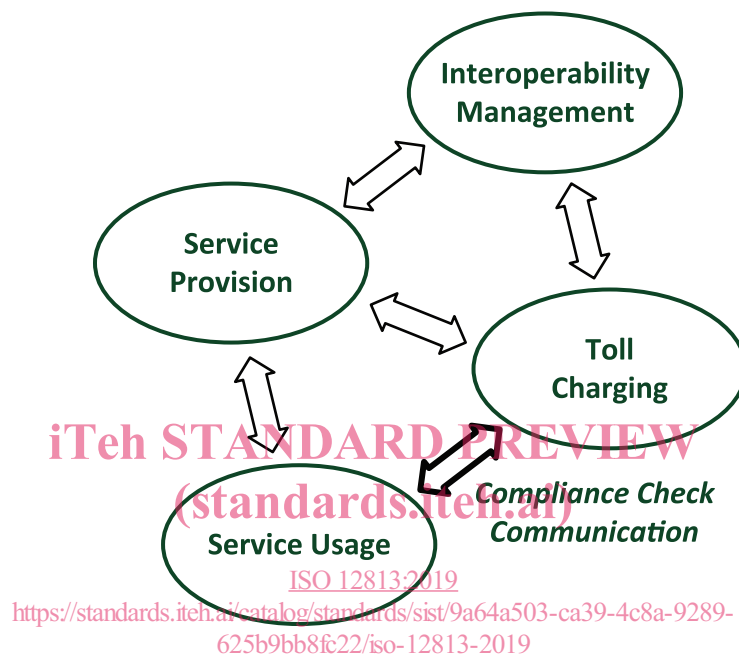 Interoperability
Management
Service
Provision
Toll
Charging
iTeh STANDARD PREVIEW
(standards.iteh.ai)
Compliance Check
Communication
Service Usage
ISO 12813:2019
https://standards.iteh.ai/catalog/standards/sist/9a64a503-ca39-4c8a-9289-
625b9bb8fc22/iso-12813-2019